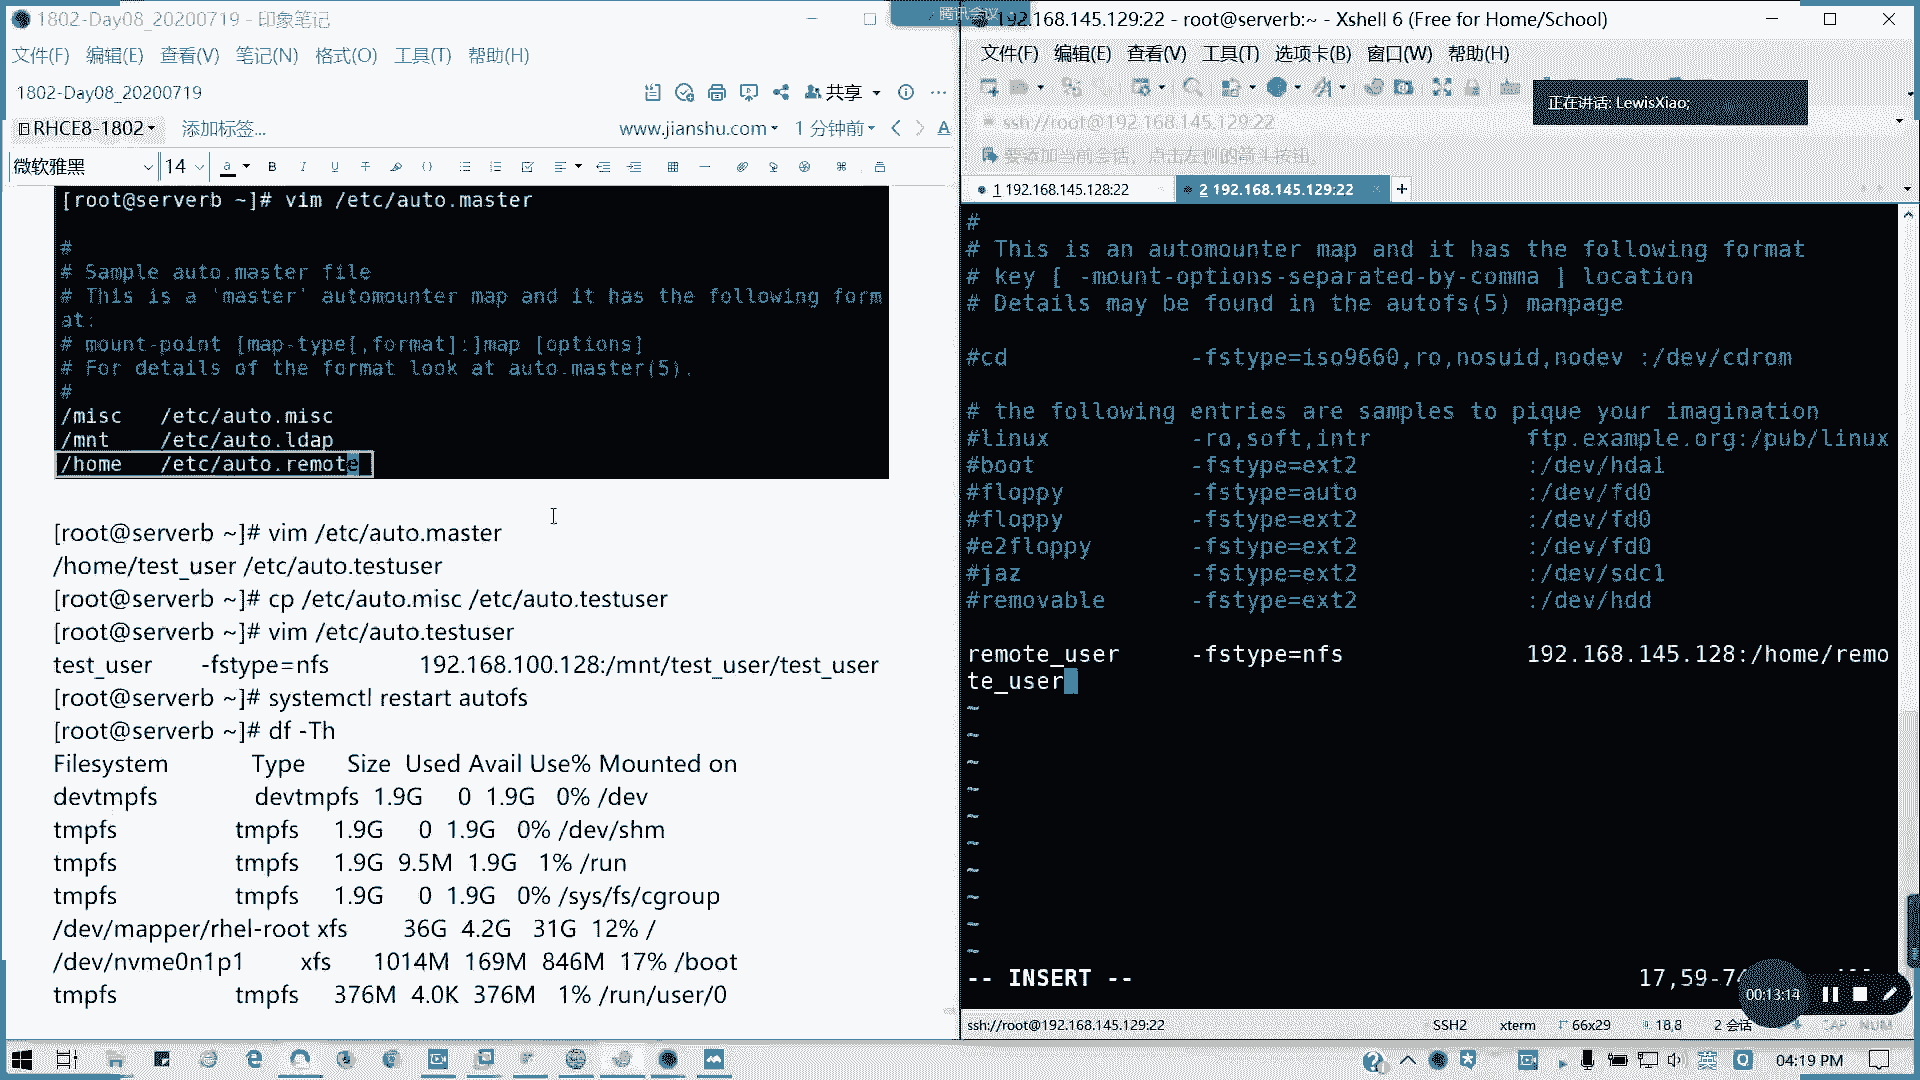 1802-Day08_20200719 - 印象笔记
文件(F) 编辑(E) 查看(V) 笔记(N) 格式(O) 工具(T) 帮助(H)
1802-Day08_20200719
共享
RHCE8-1802 添加标签...
www.jianshu.com 1 分钟前
微软雅黑 14
[root@serverb ~]# vim /etc/auto.master
#
# Sample auto.master file
# This is a 'master' automounter map and it has the following form
at:
# mount-point [map-type[,format]:]map [options]
# For details of the format look at auto.master(5).
#
/misc /etc/auto.misc
/mnt /etc/auto.ldap
/home /etc/auto.remote
[root@serverb ~]# vim /etc/auto.master
/home/test_user /etc/auto.testuser
[root@serverb ~]# cp /etc/auto.misc /etc/auto.testuser
[root@serverb ~]# vim /etc/auto.testuser
test_user -fstype=nfs 192.168.100.128:/mnt/test_user/test_user
[root@serverb ~]# systemctl restart autofs
[root@serverb ~]# df -Th
Filesystem Type Size Used Avail Use% Mounted on
devtmpfs devtmpfs 1.9G 0 1.9G 0% /dev
tmpfs tmpfs 1.9G 0 1.9G 0% /dev/shm
tmpfs tmpfs 1.9G 9.5M 1.9G 1% /run
tmpfs tmpfs 1.9G 0 1.9G 0% /sys/fs/cgroup
/dev/mapper/rhel-root xfs 36G 4.2G 31G 12% /
/dev/nvme0n1p1 xfs 1014M 169M 846M 17% /boot
tmpfs tmpfs 376M 4.0K 376M 1% /run/user/0
腾讯会议
192.168.145.129:22 - root@serverb:~ - Xshell 6 (Free for Home/School)
文件(F) 编辑(E) 查看(V) 工具(T) 选项卡(B) 窗口(W) 帮助(H)
正在讲话: LewisXiao;
ssh://root@192.168.145.129:22
要添加当前会话，点击左侧的箭头按钮。
1 192.168.145.128:22
2 192.168.145.129:22
#
# This is an automounter map and it has the following format
# key [ -mount-options-separated-by-comma ] location
# Details may be found in the autofs(5) manpage
#cd -fstype=iso9660,ro,nosuid,nodev :/dev/cdrom
# the following entries are samples to pique your imagination
#linux -ro,soft,intr ftp.example.org:/pub/linux
#boot -fstype=ext2 :/dev/hda1
#floppy -fstype=auto :/dev/fd0
#floppy -fstype=ext2 :/dev/fd0
#e2floppy -fstype=ext2 :/dev/fd0
#jaz -fstype=ext2 :/dev/sdc1
#removable -fstype=ext2 :/dev/hdd
remote_user -fstype=nfs 192.168.145.128:/home/remo
te_user
~
~
~
~
~
~
~
~
~
~
-- INSERT --
00:13:14
ssh://root@192.168.145.129:22 SSH2 xterm 66x29 18,8 2 会话 CAP NUM
英
04:19 PM